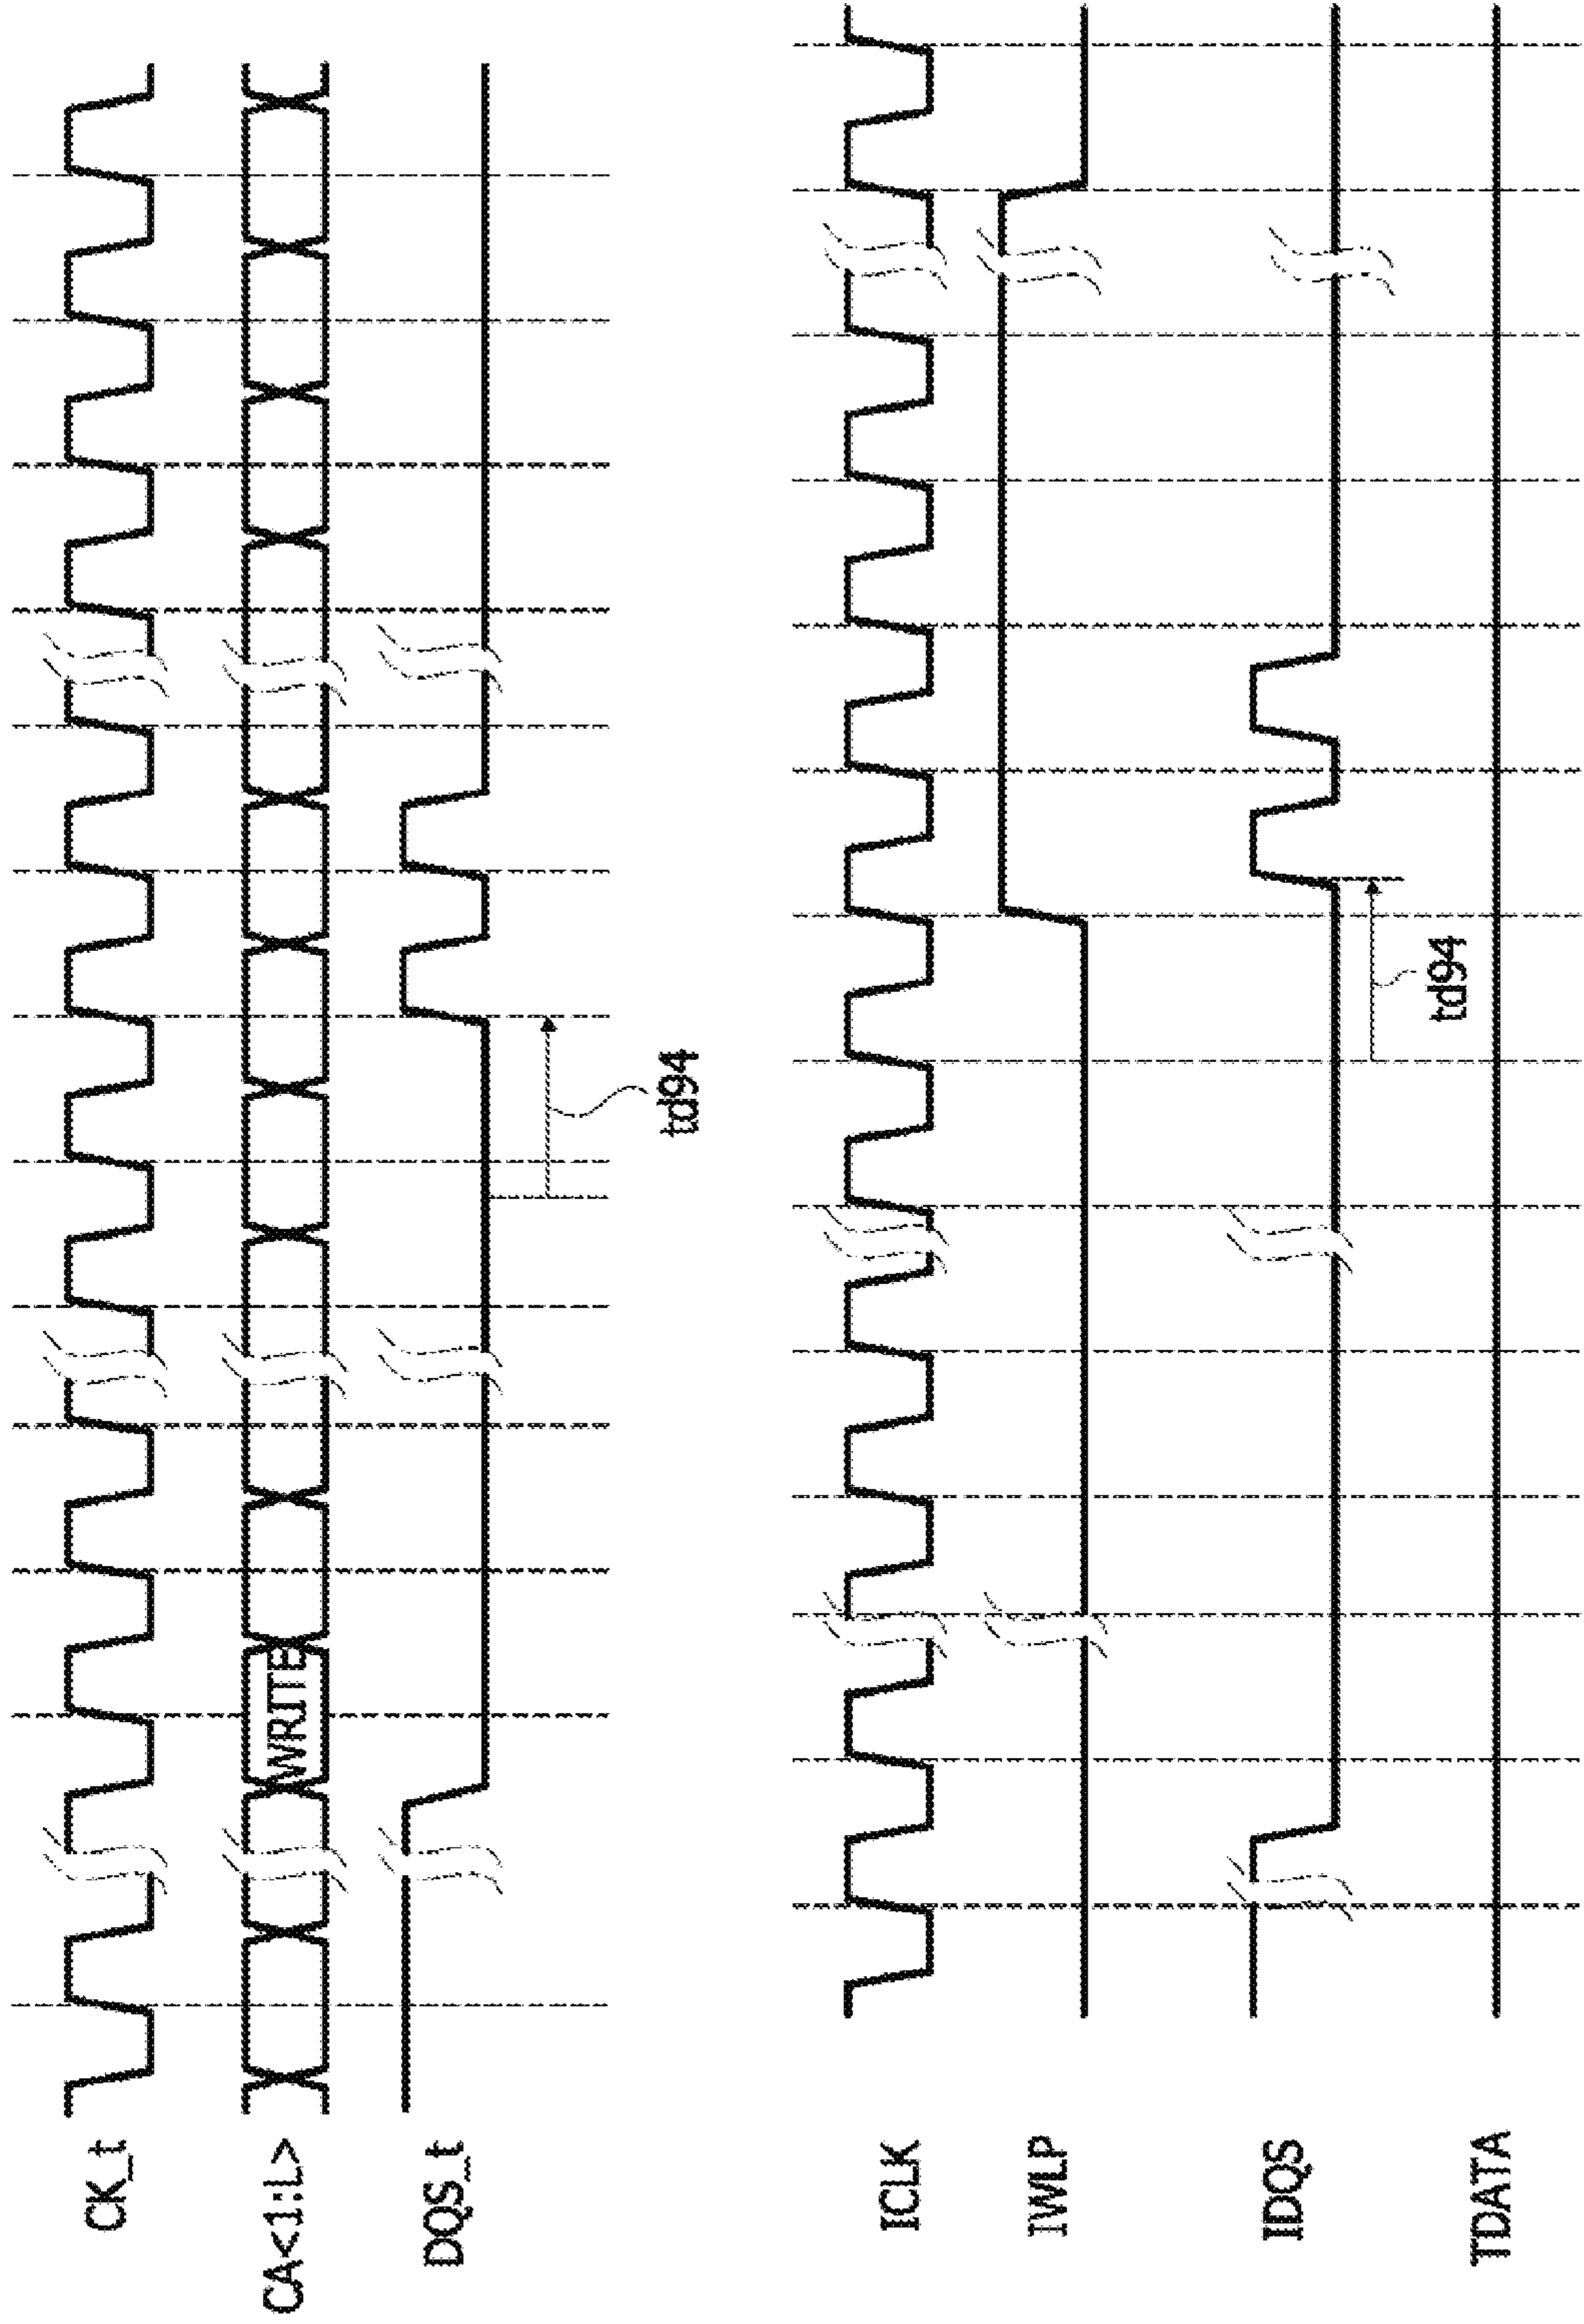 CK_t
CA<1:L>
WRITE
DQS_t
td94
ICLK
IWLP
IDQS
td94
TDATA